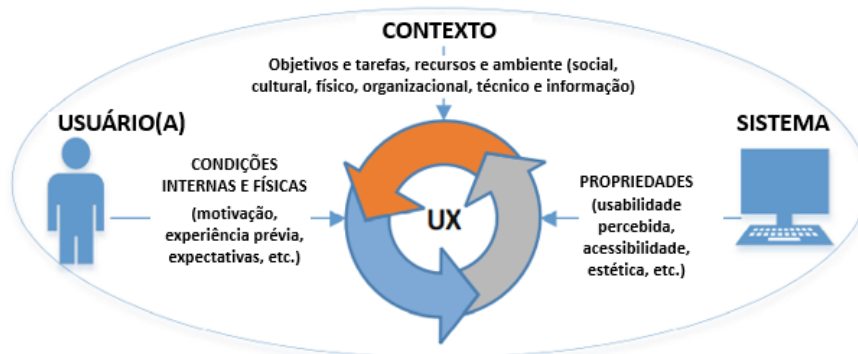 CONTEXTO
Objetivos e tarefas, recursos e ambiente (social,
cultural, físico, organizacional, técnico e informação)
USUÁRIO(A)
CONDIÇÕES
INTERNAS E FÍSICAS
(motivação,
experiência prévia,
expectativas, etc.)
UX
SISTEMA
PROPRIEDADES
(usabilidade
percebida,
acessibilidade,
estética, etc.)